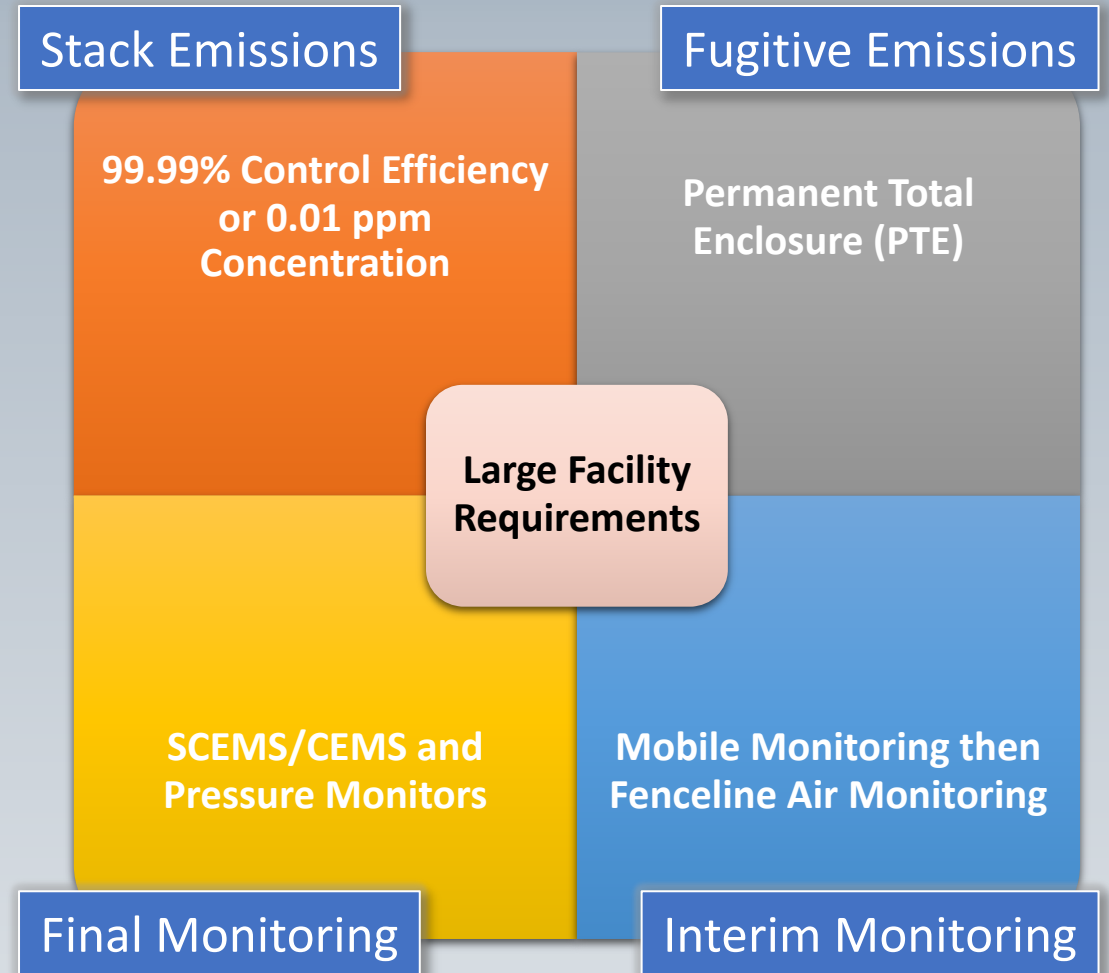 Stack Emissions
Fugitive Emissions
99.99% Control Efficiency
or 0.01 ppm
Concentration
Permanent Total
Enclosure (PTE)
Large Facility
Requirements
SCEMS/CEMS and
Pressure Monitors
Mobile Monitoring then
Fenceline Air Monitoring
Final Monitoring
Interim Monitoring